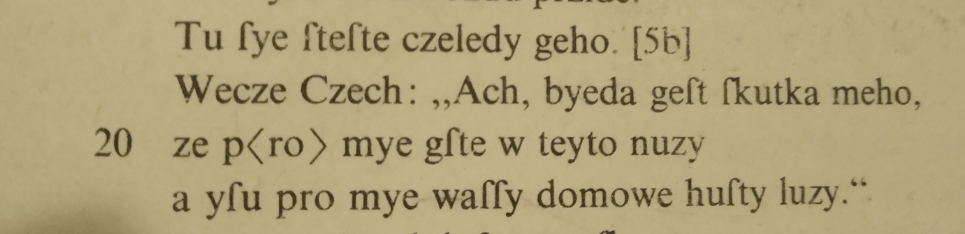 Tu ſye ſteſte czeledy geho. [5b]
Wecze Czech: ,,Ach, byeda geſt ſkutka meho,
20 ze p⟨ro⟩ mye gſte w teyto nuzy
a yſu pro mye waſſy domowe huſty luzy.“